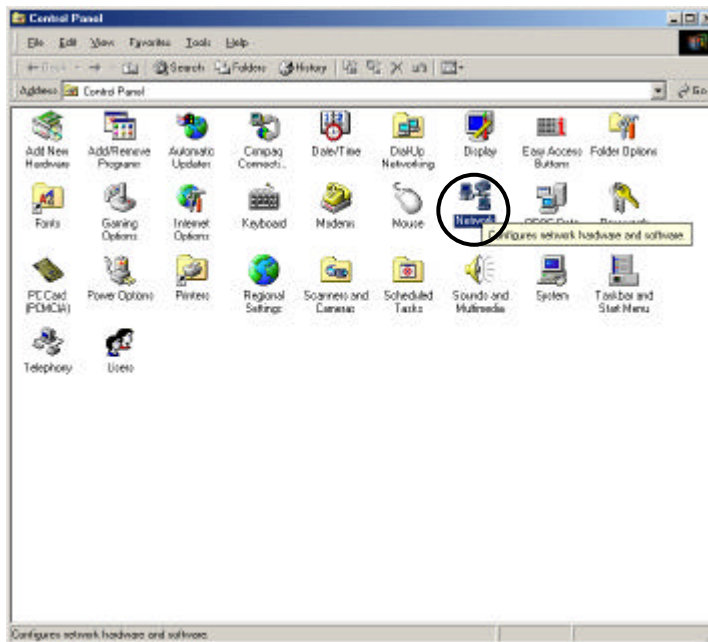 Control Panel
File Edit View Favorites Tools Help
Back Search Folders History
Address Control Panel Go
Add New Hardware
Add/Remove Programs
Automatic Updates
Compaq Connecti...
Date/Time
Dial-Up Networking
Display
Easy Access Buttons
Folder Options
Fonts
Gaming Options
Internet Options
Keyboard
Modems
Mouse
Network
Configures network hardware and software.
PC Card (PCMCIA)
Power Options
Printers
Regional Settings
Scanners and Cameras
Scheduled Tasks
Sounds and Multimedia
System
Taskbar and Start Menu
Telephony
Users
Configures network hardware and software.